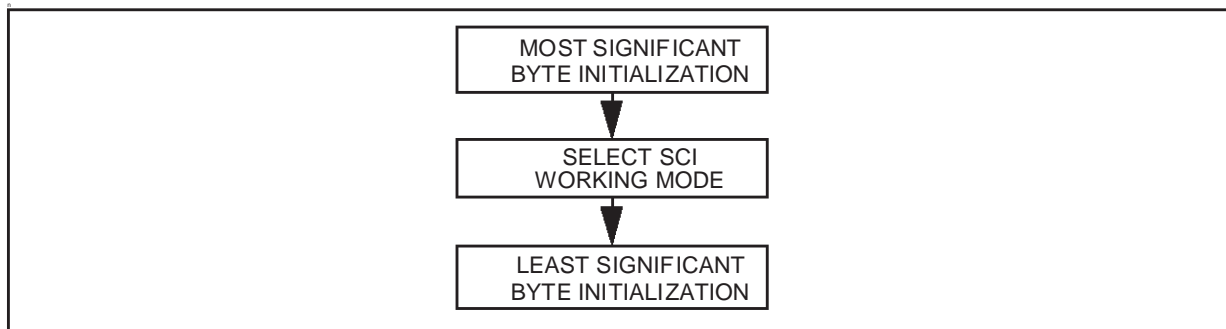 MOST SIGNIFICANT
BYTE INITIALIZATION
SELECT SCI
WORKING MODE
LEAST SIGNIFICANT
BYTE INITIALIZATION